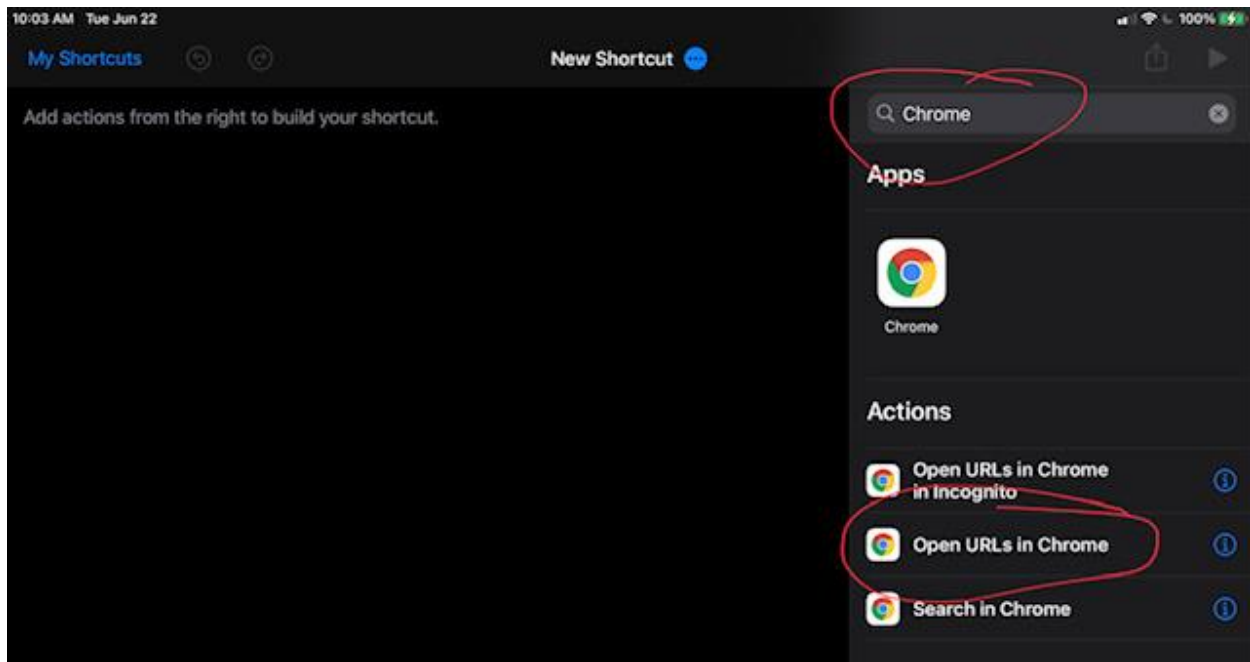 10:03 AM Tue Jun 22 100%
My Shortcuts New Shortcut
Add actions from the right to build your shortcut.
Chrome
Apps
Chrome
Actions
Open URLs in Chrome
in Incognito
Open URLs in Chrome
Search in Chrome